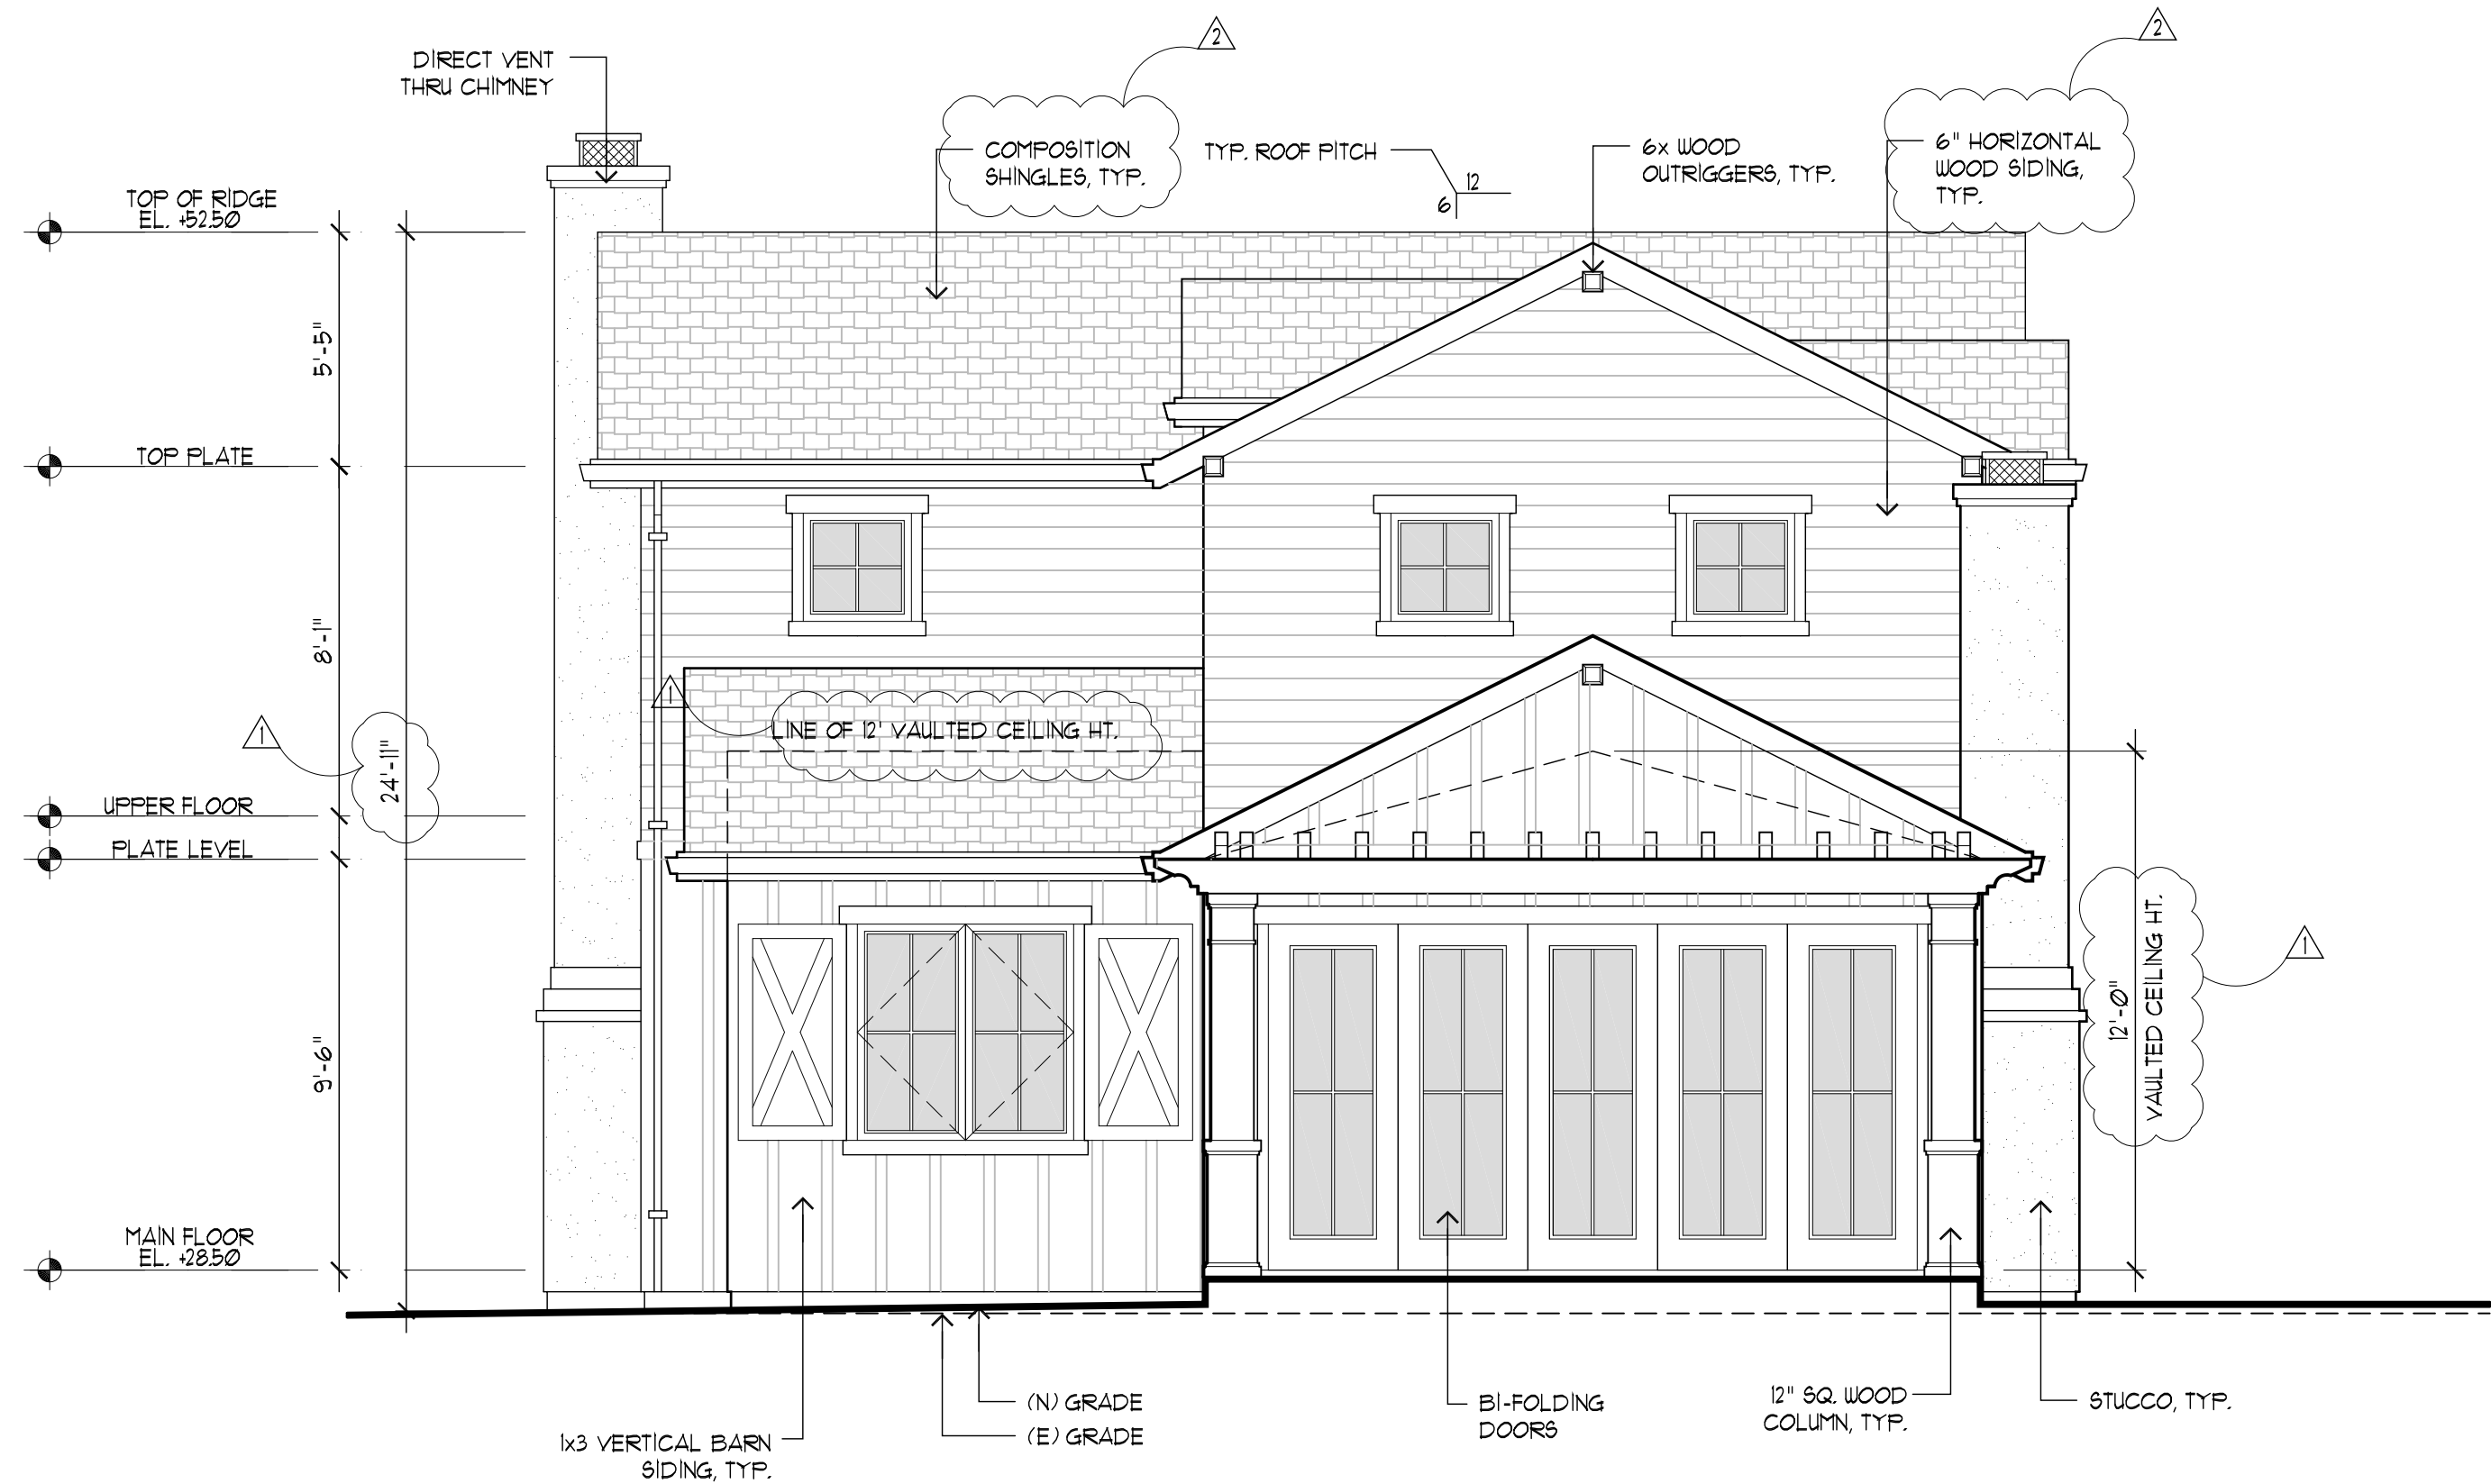 2
2
DIRECT VENT
THRU CHIMNEY
COMPOSITION
SHINGLES, TYP.
TYP. ROOF PITCH
12
6
6x WOOD
OUTRIGGERS, TYP.
6" HORIZONTAL
WOOD SIDING,
TYP.
TOP OF RIDGE
EL. +52.50
5'-5"
TOP PLATE
8'-1"
1
24'-11"
1
LINE OF 12' VAULTED CEILING HT.
UPPER FLOOR
PLATE LEVEL
9'-6"
12'-0"
VAULTED CEILING HT.
1
MAIN FLOOR
EL. +28.50
(N) GRADE
(E) GRADE
1x3 VERTICAL BARN
SIDING, TYP.
BI-FOLDING
DOORS
12" SQ. WOOD
COLUMN, TYP.
STUCCO, TYP.